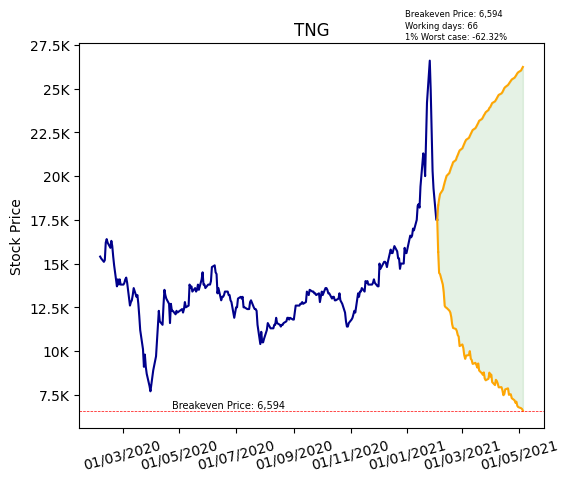 Breakeven Price: 6,594
Working days: 66
1% Worst case: -62.32%
TNG
27.5K
25K
22.5K
20K
17.5K
15K
12.5K
10K
7.5K
Stock Price
Breakeven Price: 6,594
01/03/2020
01/05/2020
01/07/2020
01/09/2020
01/11/2020
01/01/2021
01/03/2021
01/05/2021